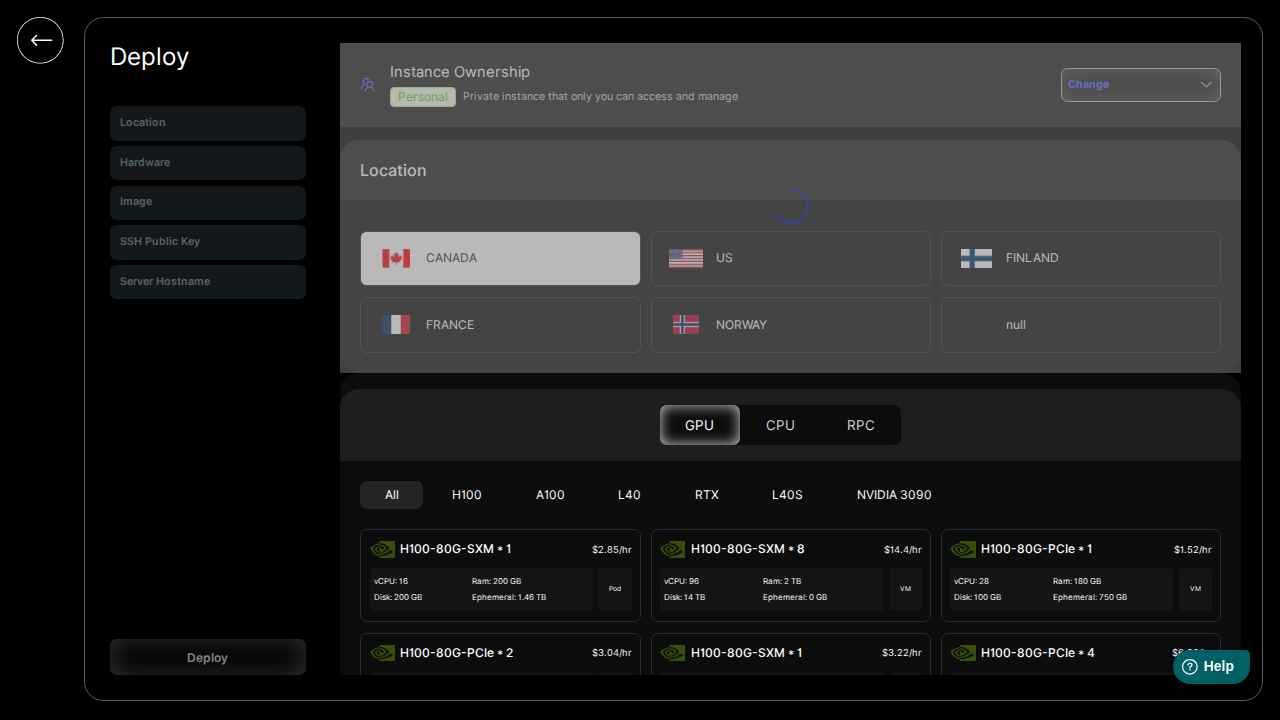 Deploy
Location
Hardware
Image
SSH Public Key
Server Hostname
Deploy
Instance Ownership
Personal Private instance that only you can access and manage
Change
Location
CANADA US FINLAND
FRANCE NORWAY null
GPU CPU RPC
All H100 A100 L40 RTX L40S NVIDIA 3090
H100-80G-SXM * 1 $2.85/hr
vCPU: 16 Ram: 200 GB
Disk: 200 GB Ephemeral: 1.46 TB
Pod
H100-80G-SXM * 8 $14.4/hr
vCPU: 96 Ram: 2 TB
Disk: 14 TB Ephemeral: 0 GB
VM
H100-80G-PCIe * 1 $1.52/hr
vCPU: 28 Ram: 180 GB
Disk: 100 GB Ephemeral: 750 GB
VM
H100-80G-PCIe * 2 $3.04/hr
H100-80G-SXM * 1 $3.22/hr
H100-80G-PCIe * 4
Help